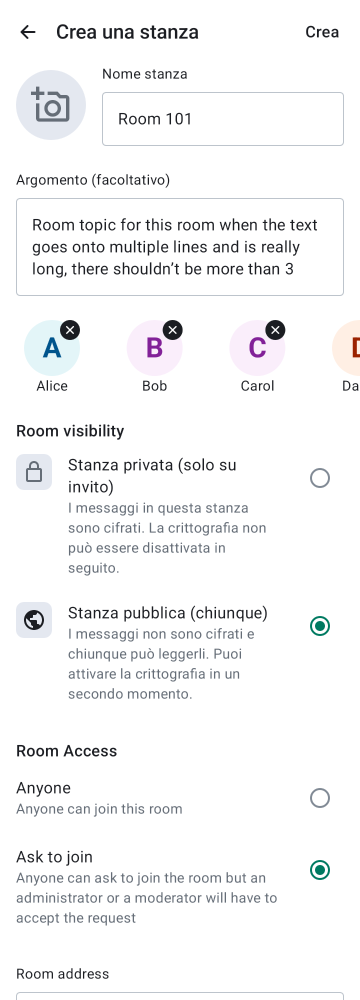 Crea una stanza
Crea
Nome stanza
Room 101
Argomento (facoltativo)
Room topic for this room when the text
goes onto multiple lines and is really
long, there shouldn’t be more than 3
A
B
C
Alice
Bob
Carol
Da
Room visibility
Stanza privata (solo su
invito)
I messaggi in questa stanza
sono cifrati. La crittografia non
può essere disattivata in
seguito.
Stanza pubblica (chiunque)
I messaggi non sono cifrati e
chiunque può leggerli. Puoi
attivare la crittografia in un
secondo momento.
Room Access
Anyone
Anyone can join this room
Ask to join
Anyone can ask to join the room but an
administrator or a moderator will have to
accept the request
Room address